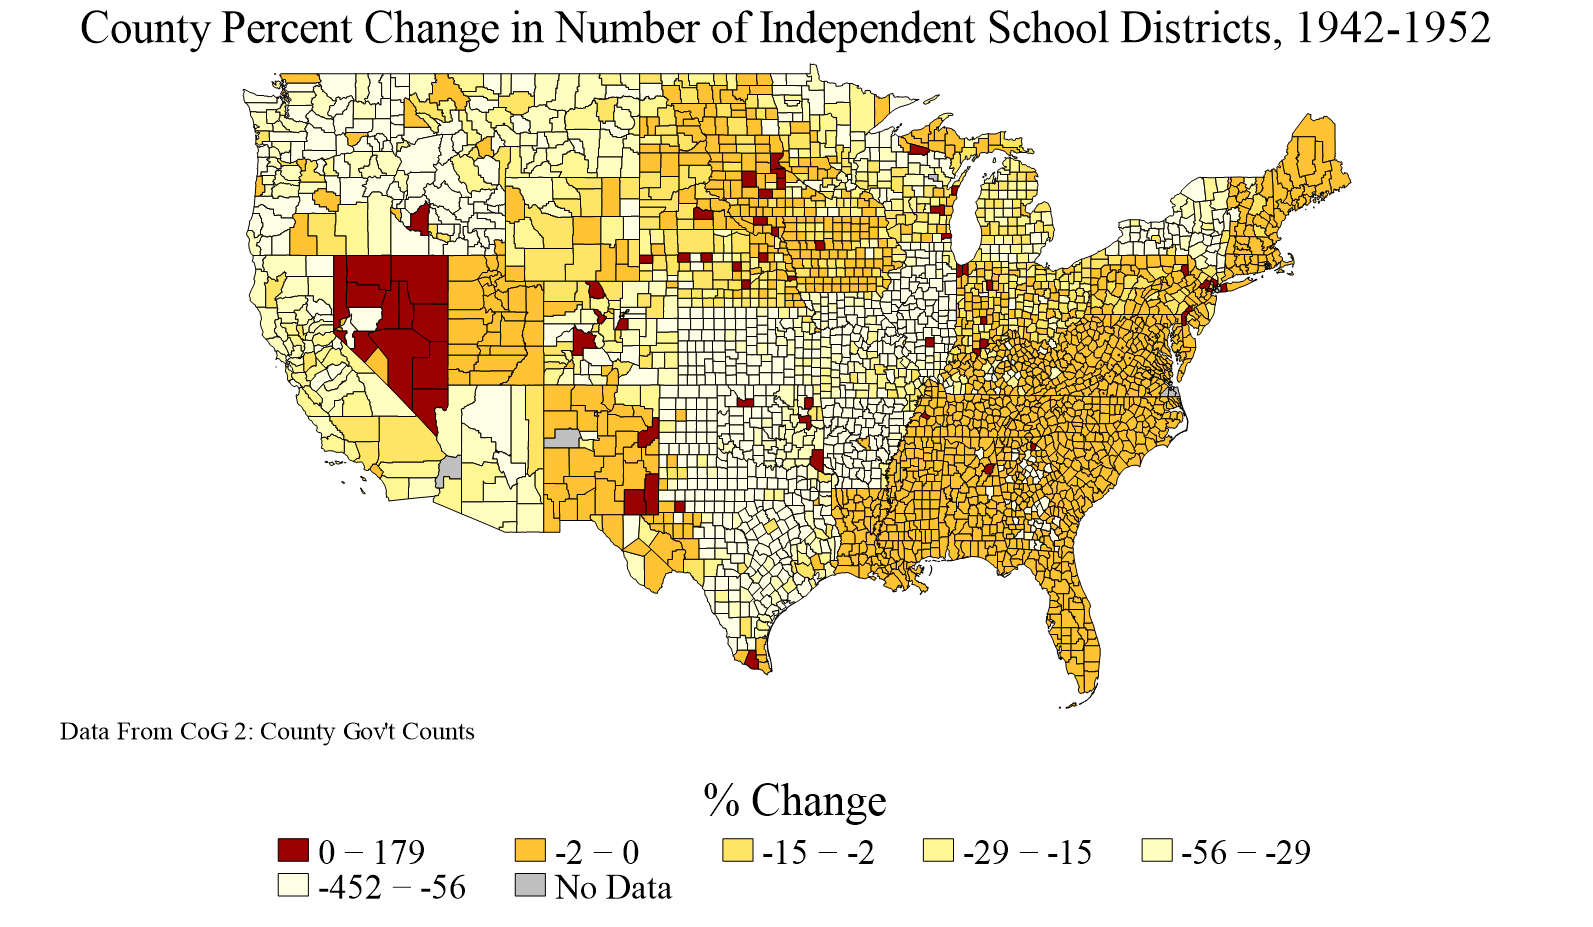 County Percent Change in Number of Independent School Districts, 1942-1952
Data From CoG 2: County Gov't Counts
% Change
0 − 179 -2 − 0 -15 − -2 -29 − -15 -56 − -29
-452 − -56 No Data